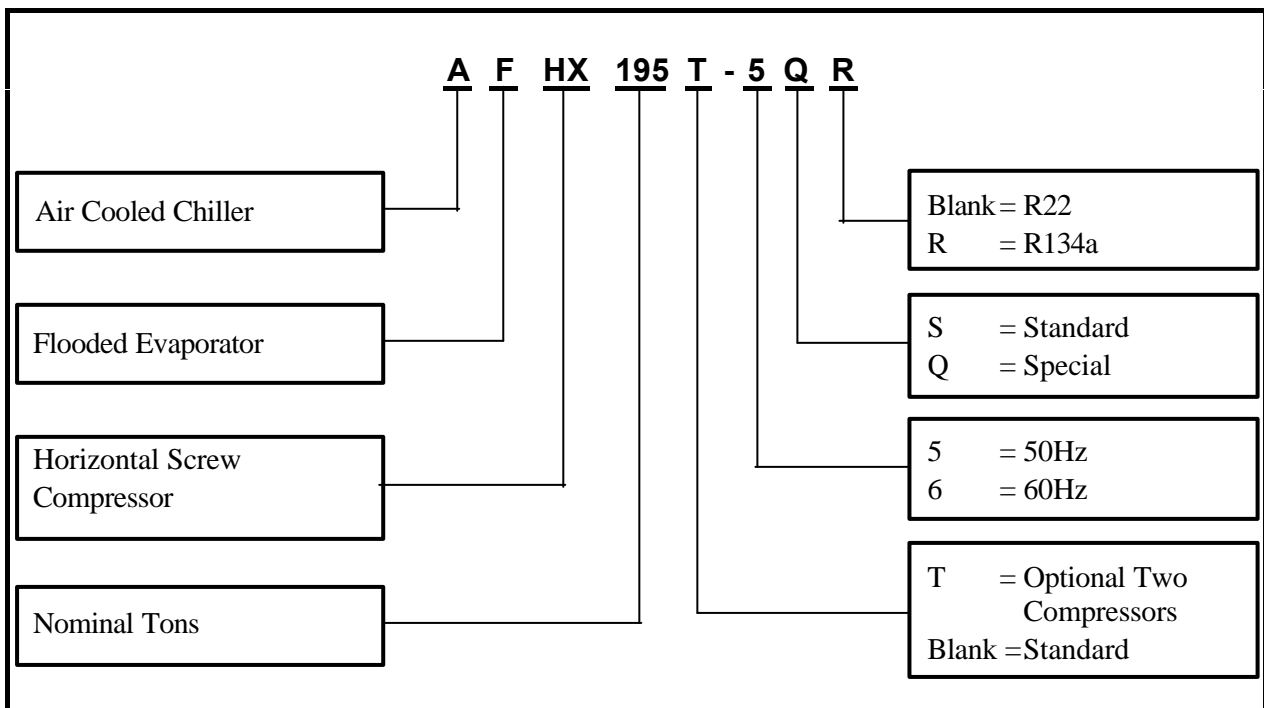 A F HX 195 T - 5 Q R
Air Cooled Chiller
Flooded Evaporator
Horizontal Screw
Compressor
Nominal Tons
Blank = R22
R = R134a
S = Standard
Q = Special
5 = 50Hz
6 = 60Hz
T = Optional Two
Compressors
Blank =Standard